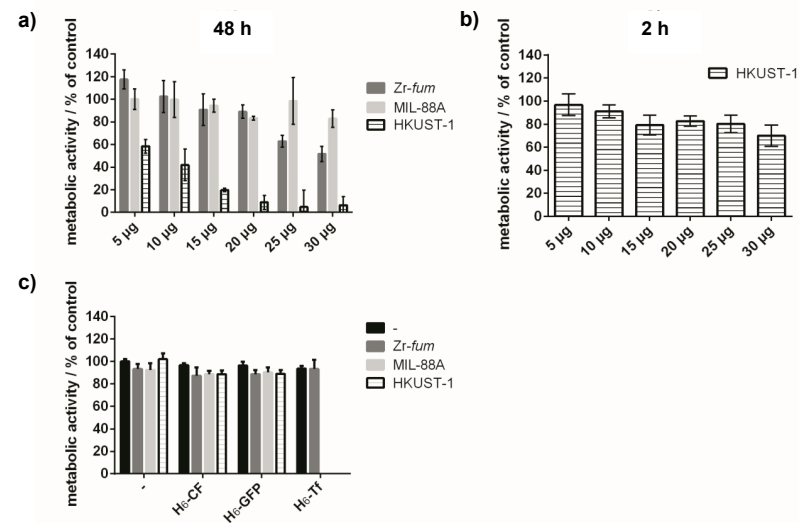 a)
48 h
metabolic activity / % of control
140
120
100
80
60
40
20
0
Zr-fum
MIL-88A
HKUST-1
5 µg
10 µg
15 µg
20 µg
25 µg
30 µg
b)
2 h
metabolic activity / % of control
140
120
100
80
60
40
20
0
HKUST-1
5 µg
10 µg
15 µg
20 µg
25 µg
30 µg
c)
metabolic activity / % of control
140
120
100
80
60
40
20
0
-
Zr-fum
MIL-88A
HKUST-1
-
H6-CF
H6-GFP
H6-Tf